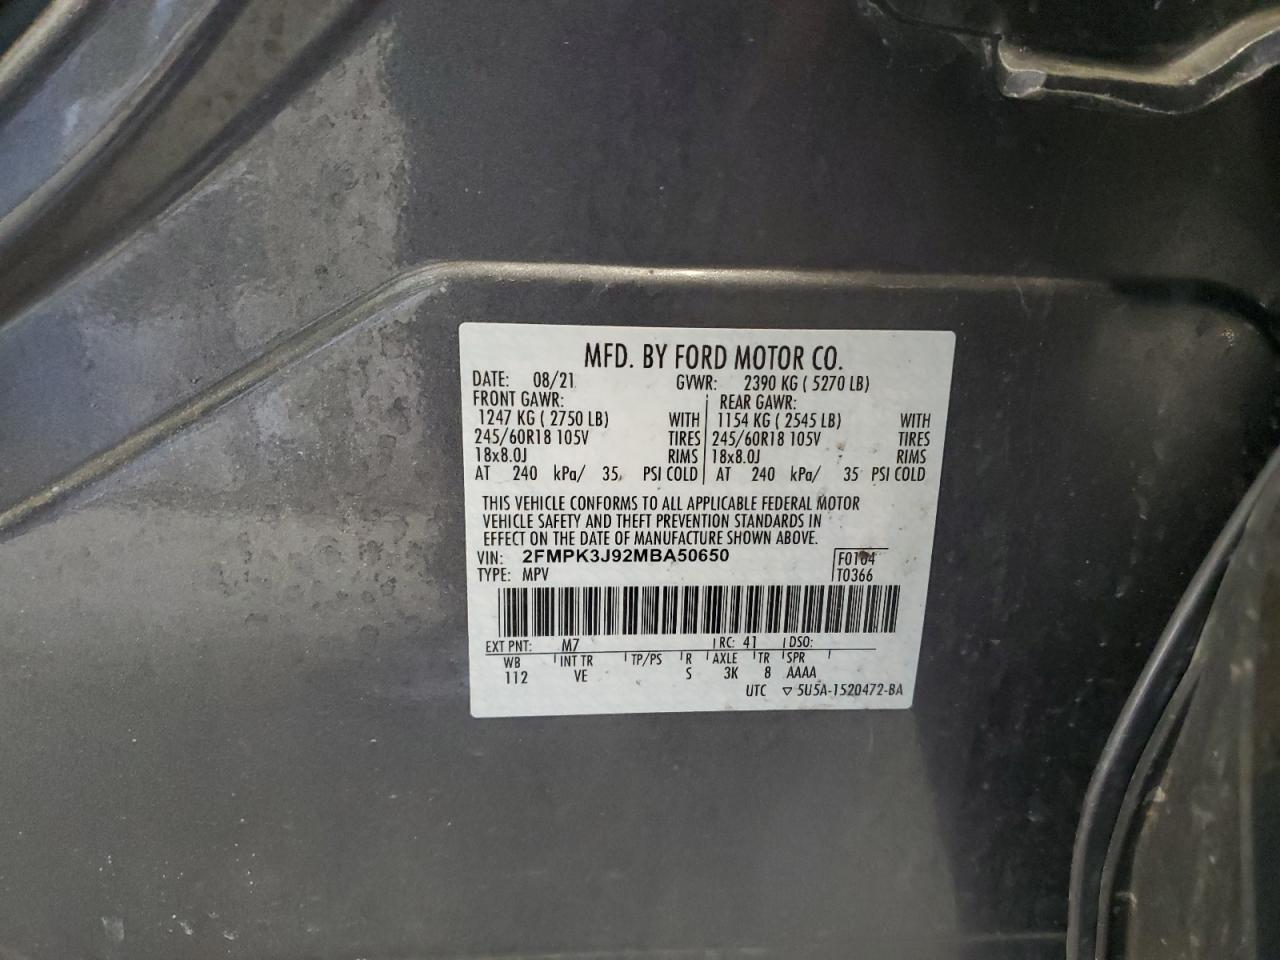 MFD. BY FORD MOTOR CO.
DATE: 08/21 GVWR: 2390 KG ( 5270 LB)
FRONT GAWR: REAR GAWR:
1247 KG ( 2750 LB) WITH 1154 KG ( 2545 LB) WITH
245/60R18 105V TIRES 245/60R18 105V TIRES
18x8.0J RIMS 18x8.0J RIMS
AT 240 kPa/ 35 PSI COLD AT 240 kPa/ 35 PSI COLD
THIS VEHICLE CONFORMS TO ALL APPLICABLE FEDERAL MOTOR
VEHICLE SAFETY AND THEFT PREVENTION STANDARDS IN
EFFECT ON THE DATE OF MANUFACTURE SHOWN ABOVE.
VIN: 2FMPK3J92MBA50650 F0104
TYPE: MPV T0366
EXT PNT: M7 RC: 41 DSO:
WB INT TR TP/PS R AXLE TR SPR
112 VE S 3K 8 AAAA
UTC ▽ 5U5A-1520472-BA